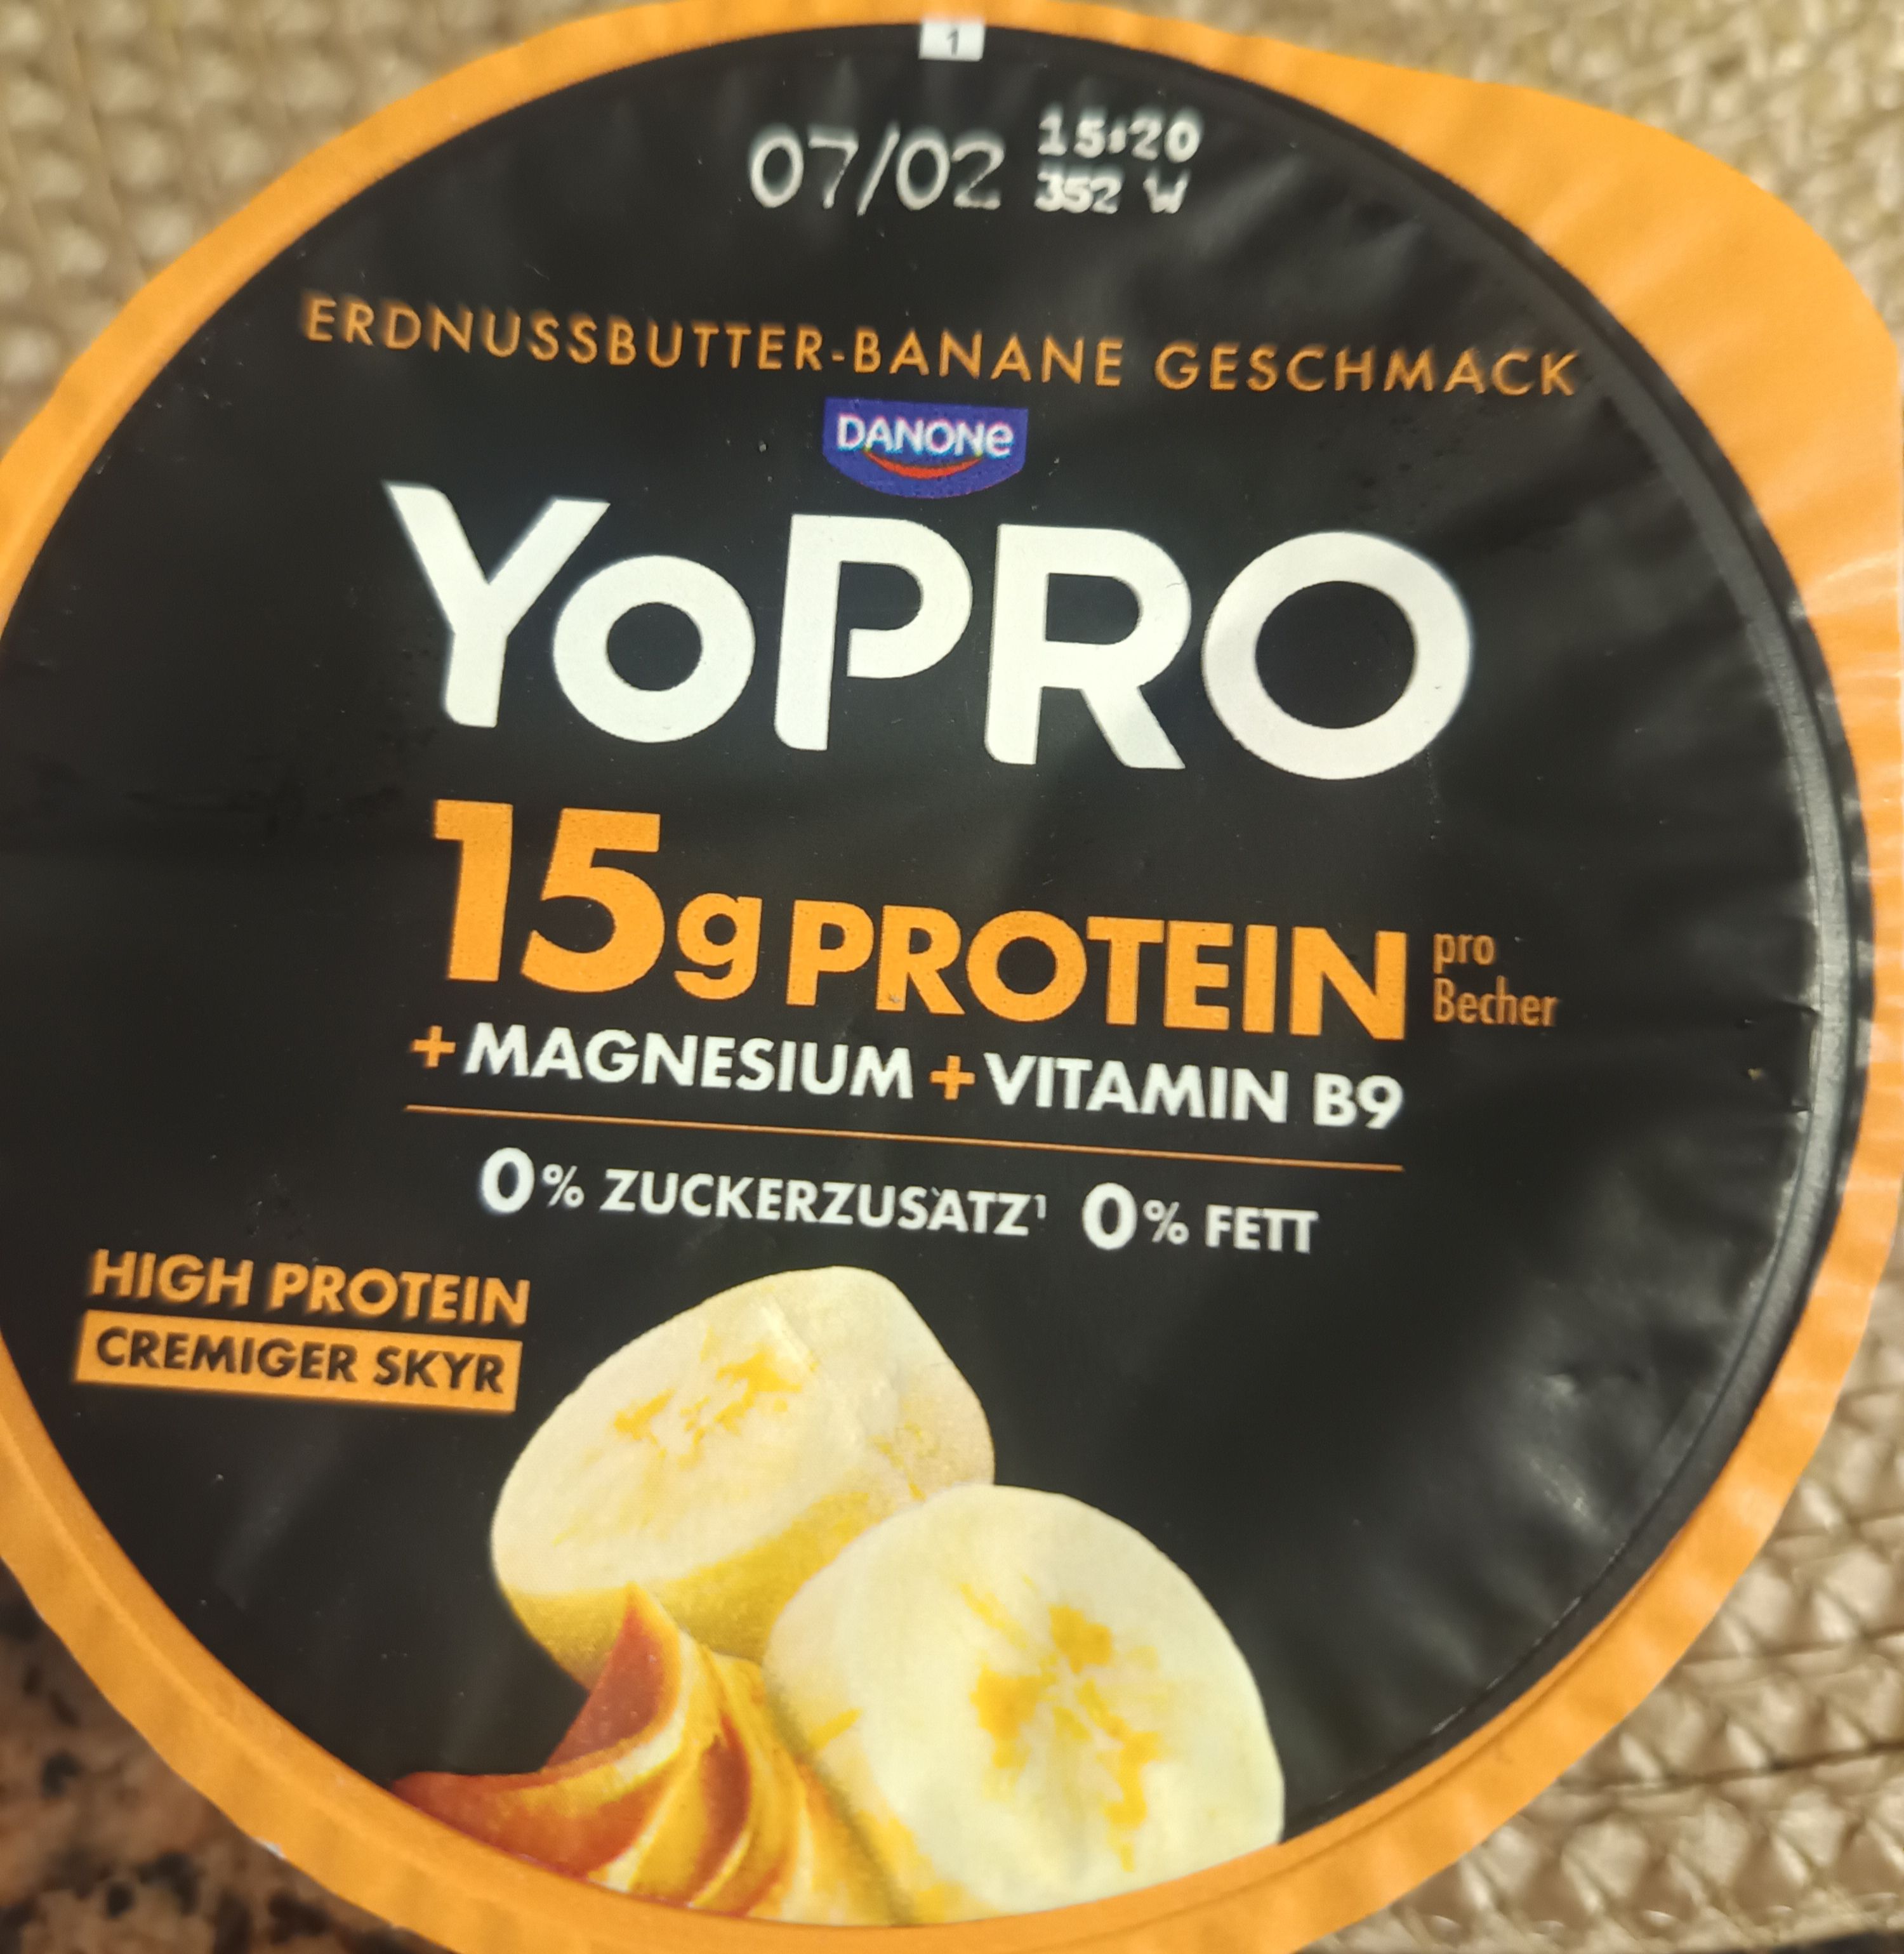 1
07/02 15:20
352 W
ERDNUSSBUTTER-BANANE GESCHMACK
DANONE
YoPRO
15g PROTEIN pro Becher
+ MAGNESIUM + VITAMIN B9
0% ZUCKERZUSATZ¹ 0% FETT
HIGH PROTEIN
CREMIGER SKYR